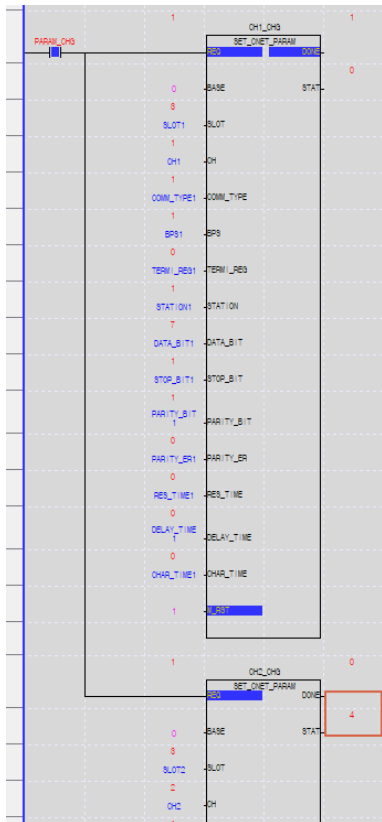 1
1
CH1_CHG
PARAM_CHG
SET_CNET_PARAM
REQ DONE
0
0 BASE STAT
8
SLOT1 SLOT
1
CH1 CH
1
COMM_TYPE1 COMM_TYPE
1
BPS1 BPS
0
TERMI_REG1 TERMI_REG
1
STATION1 STATION
7
DATA_BIT1 DATA_BIT
1
STOP_BIT1 STOP_BIT
1
PARITY_BIT
1 PARITY_BIT
0
PARITY_ER1 PARITY_ER
0
RES_TIME1 RES_TIME
0
DELAY_TIME
1 DELAY_TIME
0
CHAR_TIME1 CHAR_TIME
1
1
0
CH2_CHG
SET_CNET_PARAM
REQ DONE
4
0 BASE STAT
8
SLOT2 SLOT
2
CH2 CH